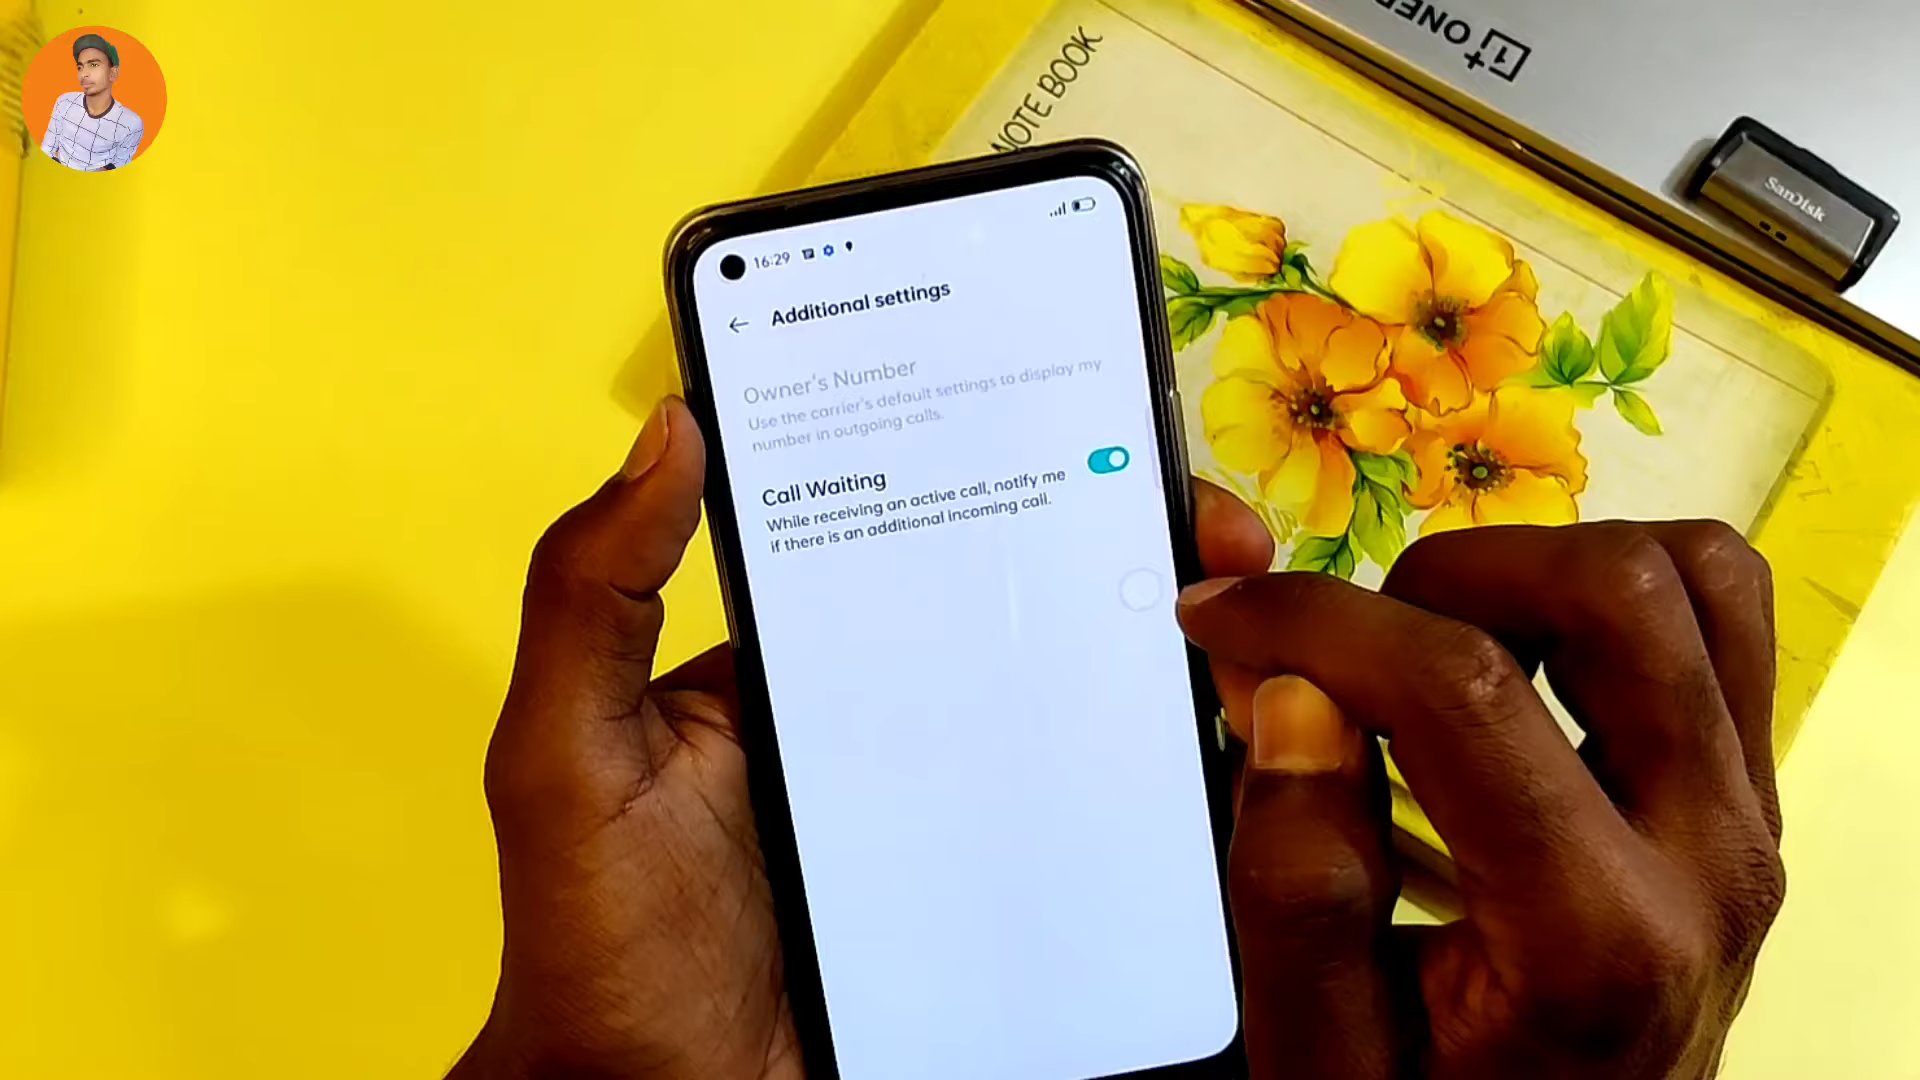 NOTE BOOK
ONEP
SanDisk
16:29
Additional settings
Owner's Number
Use the carrier's default settings to display my
number in outgoing calls.
Call Waiting
While receiving an active call, notify me
if there is an additional incoming call.